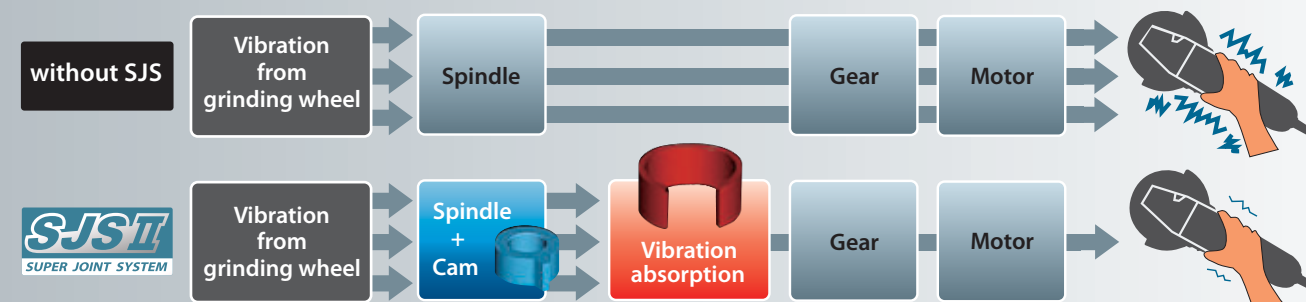 without SJS
Vibration
from
grinding wheel
Spindle
Gear
Motor
SJS II
SUPER JOINT SYSTEM
Vibration
from
grinding wheel
Spindle
+
Cam
Vibration
absorption
Gear
Motor